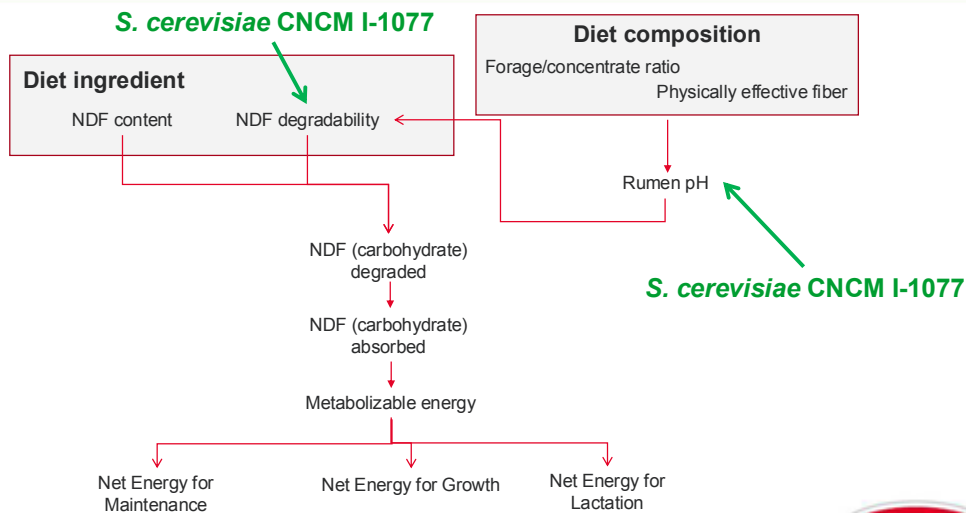 S. cerevisiae CNCM I-1077
Diet composition
Forage/concentrate ratio
Physically effective fiber
Diet ingredient
NDF content
NDF degradability
Rumen pH
S. cerevisiae CNCM I-1077
NDF (carbohydrate)
degraded
NDF (carbohydrate)
absorbed
Metabolizable energy
Net Energy for
Maintenance
Net Energy for Growth
Net Energy for
Lactation